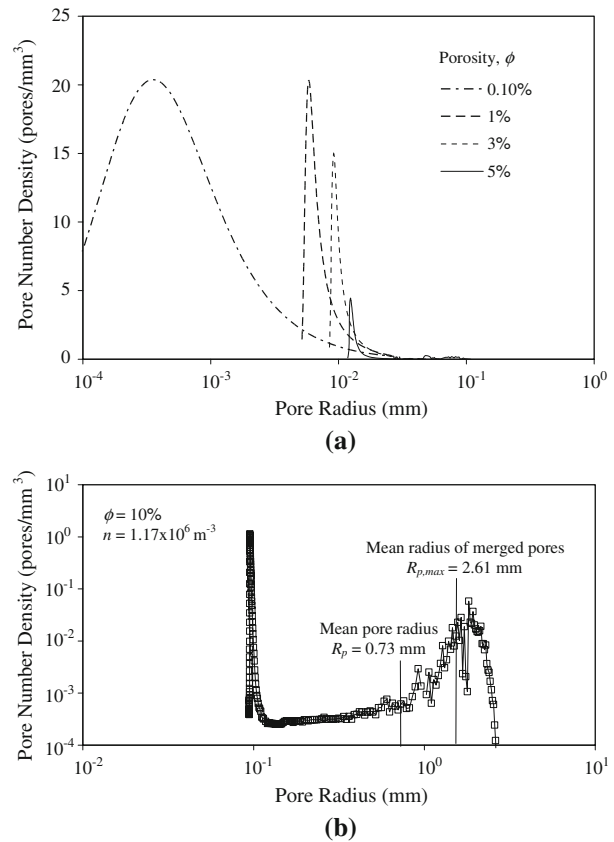 Pore Number Density (pores/mm³)
25
20
15
10
5
0
Porosity, ϕ
0.10%
1%
3%
5%
10⁻⁴
10⁻³
10⁻²
10⁻¹
10⁰
Pore Radius (mm)
(a)
Pore Number Density (pores/mm³)
10¹
10⁰
10⁻¹
10⁻²
10⁻³
10⁻⁴
ϕ = 10%
n = 1.17x10⁶ m⁻³
Mean radius of merged pores
Rp,max = 2.61 mm
Mean pore radius
Rp = 0.73 mm
10⁻²
10⁻¹
10⁰
10¹
Pore Radius (mm)
(b)